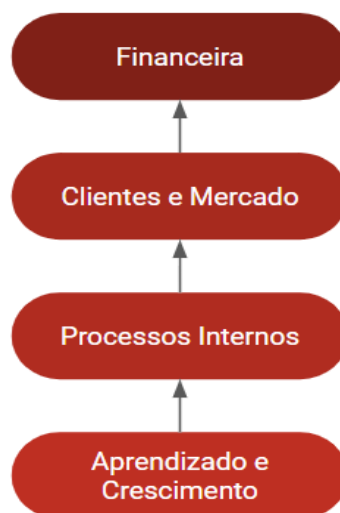 Financeira
Clientes e Mercado
Processos Internos
Aprendizado e
Crescimento